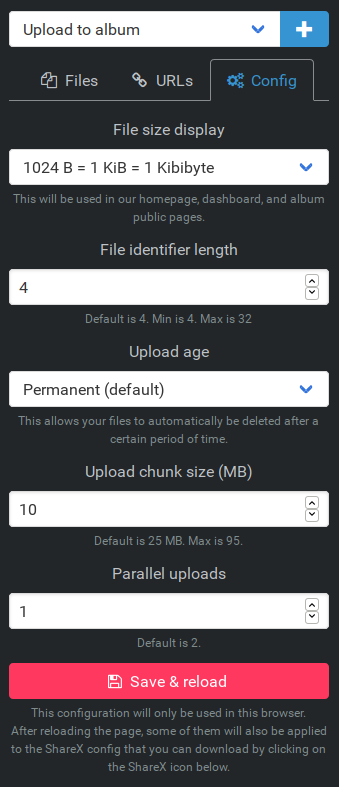 Upload to album
Files
URLs
Config
File size display
1024 B = 1 KiB = 1 Kibibyte
This will be used in our homepage, dashboard, and album
public pages.
File identifier length
4
Default is 4. Min is 4. Max is 32
Upload age
Permanent (default)
This allows your files to automatically be deleted after a
certain period of time.
Upload chunk size (MB)
10
Default is 25 MB. Max is 95.
Parallel uploads
1
Default is 2.
Save & reload
This configuration will only be used in this browser.
After reloading the page, some of them will also be applied
to the ShareX config that you can download by clicking on
the ShareX icon below.